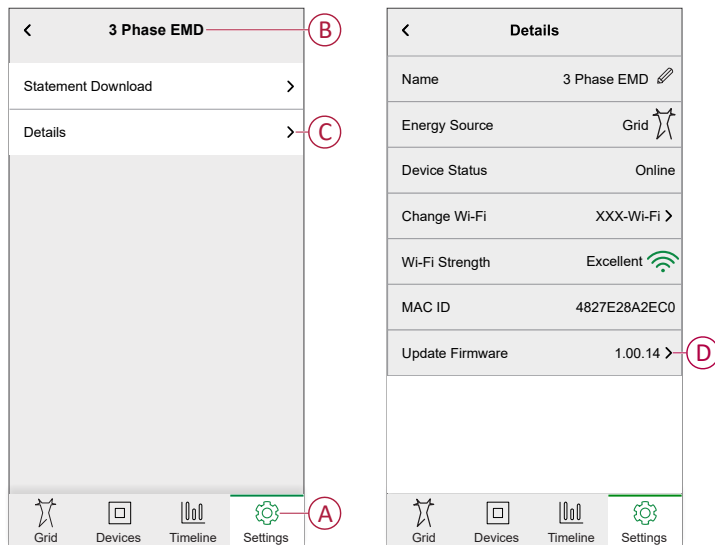 3 Phase EMD
B
Statement Download
Details
C
Grid
Devices
Timeline
Settings
A
Details
Name 3 Phase EMD
Energy Source Grid
Device Status Online
Change Wi-Fi XXX-Wi-Fi
Wi-Fi Strength Excellent
MAC ID 4827E28A2EC0
Update Firmware 1.00.14
D
Grid
Devices
Timeline
Settings